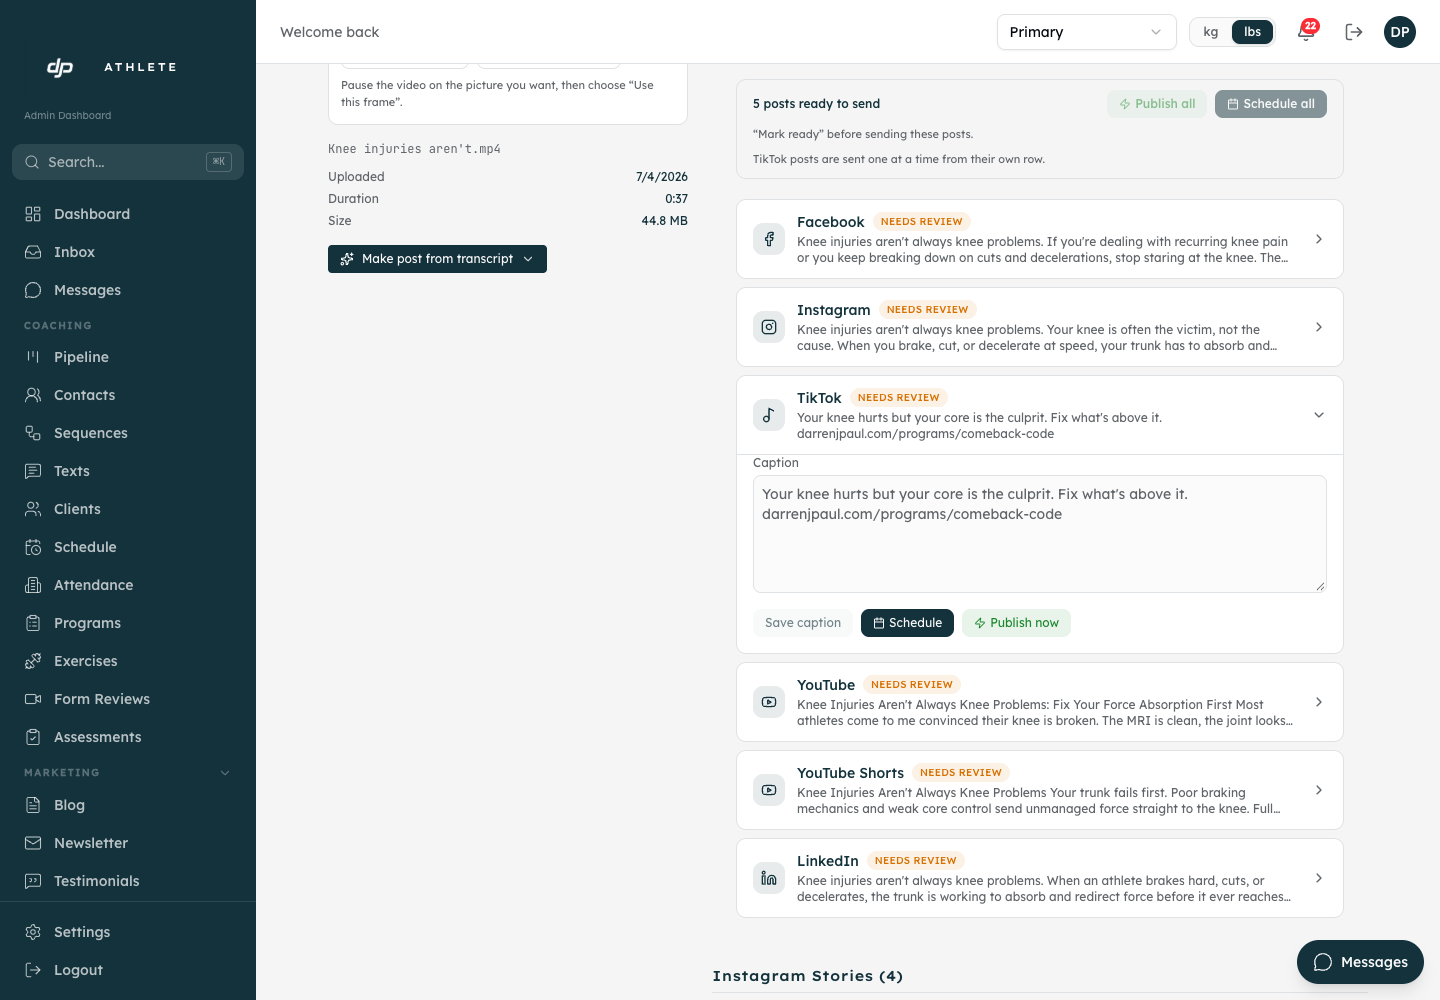 dp ATHLETE
Admin Dashboard
Search...
⌘K
Dashboard
Inbox
Messages
COACHING
Pipeline
Contacts
Sequences
Texts
Clients
Schedule
Attendance
Programs
Exercises
Form Reviews
Assessments
MARKETING
Blog
Newsletter
Testimonials
Settings
Logout
Welcome back
Primary
kg
lbs
22
DP
Pause the video on the picture you want, then choose “Use
this frame”.
Knee injuries aren't.mp4
Uploaded 7/4/2026
Duration 0:37
Size 44.8 MB
Make post from transcript
5 posts ready to send
Publish all
Schedule all
“Mark ready” before sending these posts.
TikTok posts are sent one at a time from their own row.
Facebook NEEDS REVIEW
Knee injuries aren't always knee problems. If you're dealing with recurring knee pain
or you keep breaking down on cuts and decelerations, stop staring at the knee. The...
Instagram NEEDS REVIEW
Knee injuries aren't always knee problems. Your knee is often the victim, not the
cause. When you brake, cut, or decelerate at speed, your trunk has to absorb and...
TikTok NEEDS REVIEW
Your knee hurts but your core is the culprit. Fix what's above it.
darrenjpaul.com/programs/comeback-code
Caption
Your knee hurts but your core is the culprit. Fix what's above it.
darrenjpaul.com/programs/comeback-code
Save caption
Schedule
Publish now
YouTube NEEDS REVIEW
Knee Injuries Aren't Always Knee Problems: Fix Your Force Absorption First Most
athletes come to me convinced their knee is broken. The MRI is clean, the joint looks...
YouTube Shorts NEEDS REVIEW
Knee Injuries Aren't Always Knee Problems Your trunk fails first. Poor braking
mechanics and weak core control send unmanaged force straight to the knee. Full...
LinkedIn NEEDS REVIEW
Knee injuries aren't always knee problems. When an athlete brakes hard, cuts, or
decelerates, the trunk is working to absorb and redirect force before it ever reaches...
Instagram Stories (4)
Messages